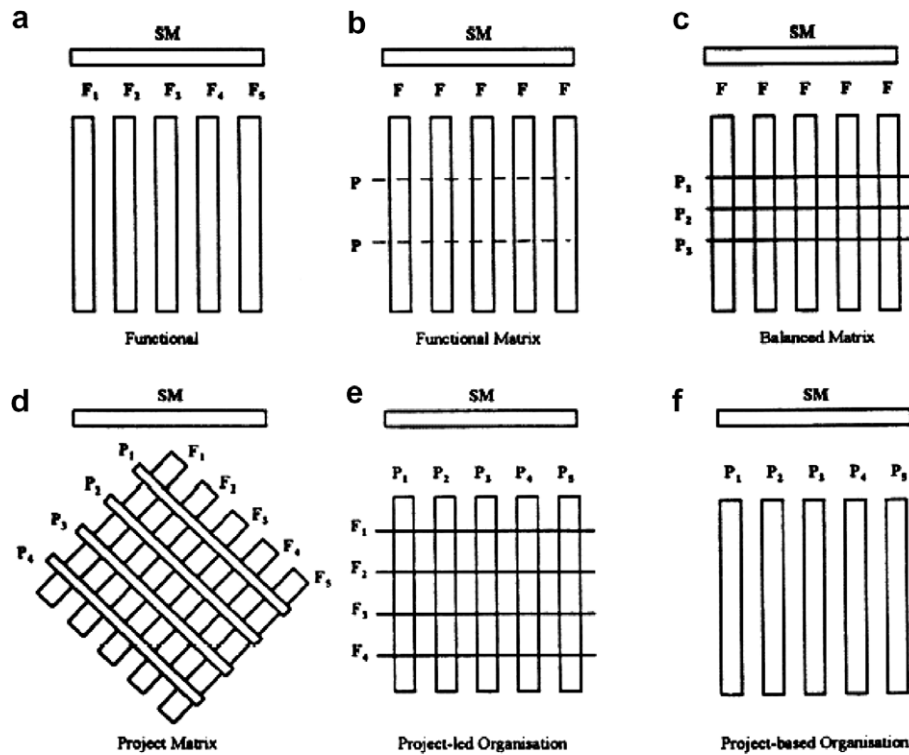 a
SM
F₁ F₂ F₃ F₄ F₅
Functional
b
SM
F F F F F
P
P
Functional Matrix
c
SM
F F F F F
P₁
P₂
P₃
Balanced Matrix
d
SM
P₁ F₁
P₂ F₂
P₃ F₃
P₄ F₄
F₅
Project Matrix
e
SM
P₁ P₂ P₃ P₄ P₅
F₁
F₂
F₃
F₄
Project-led Organisation
f
SM
P₁ P₂ P₃ P₄ P₅
Project-based Organisation